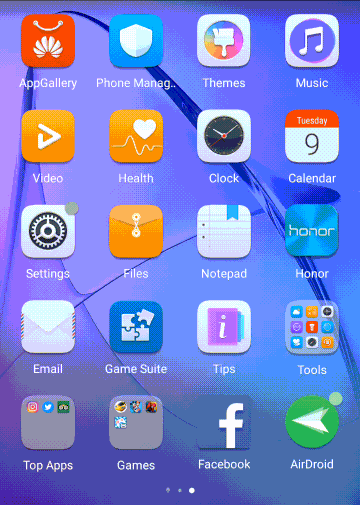 AppGallery
Phone Manag..
Themes
Music
Video
Health
Clock
Tuesday
9
Calendar
Settings
Files
Notepad
honor
Honor
Email
Game Suite
Tips
Tools
Top Apps
Games
Facebook
AirDroid